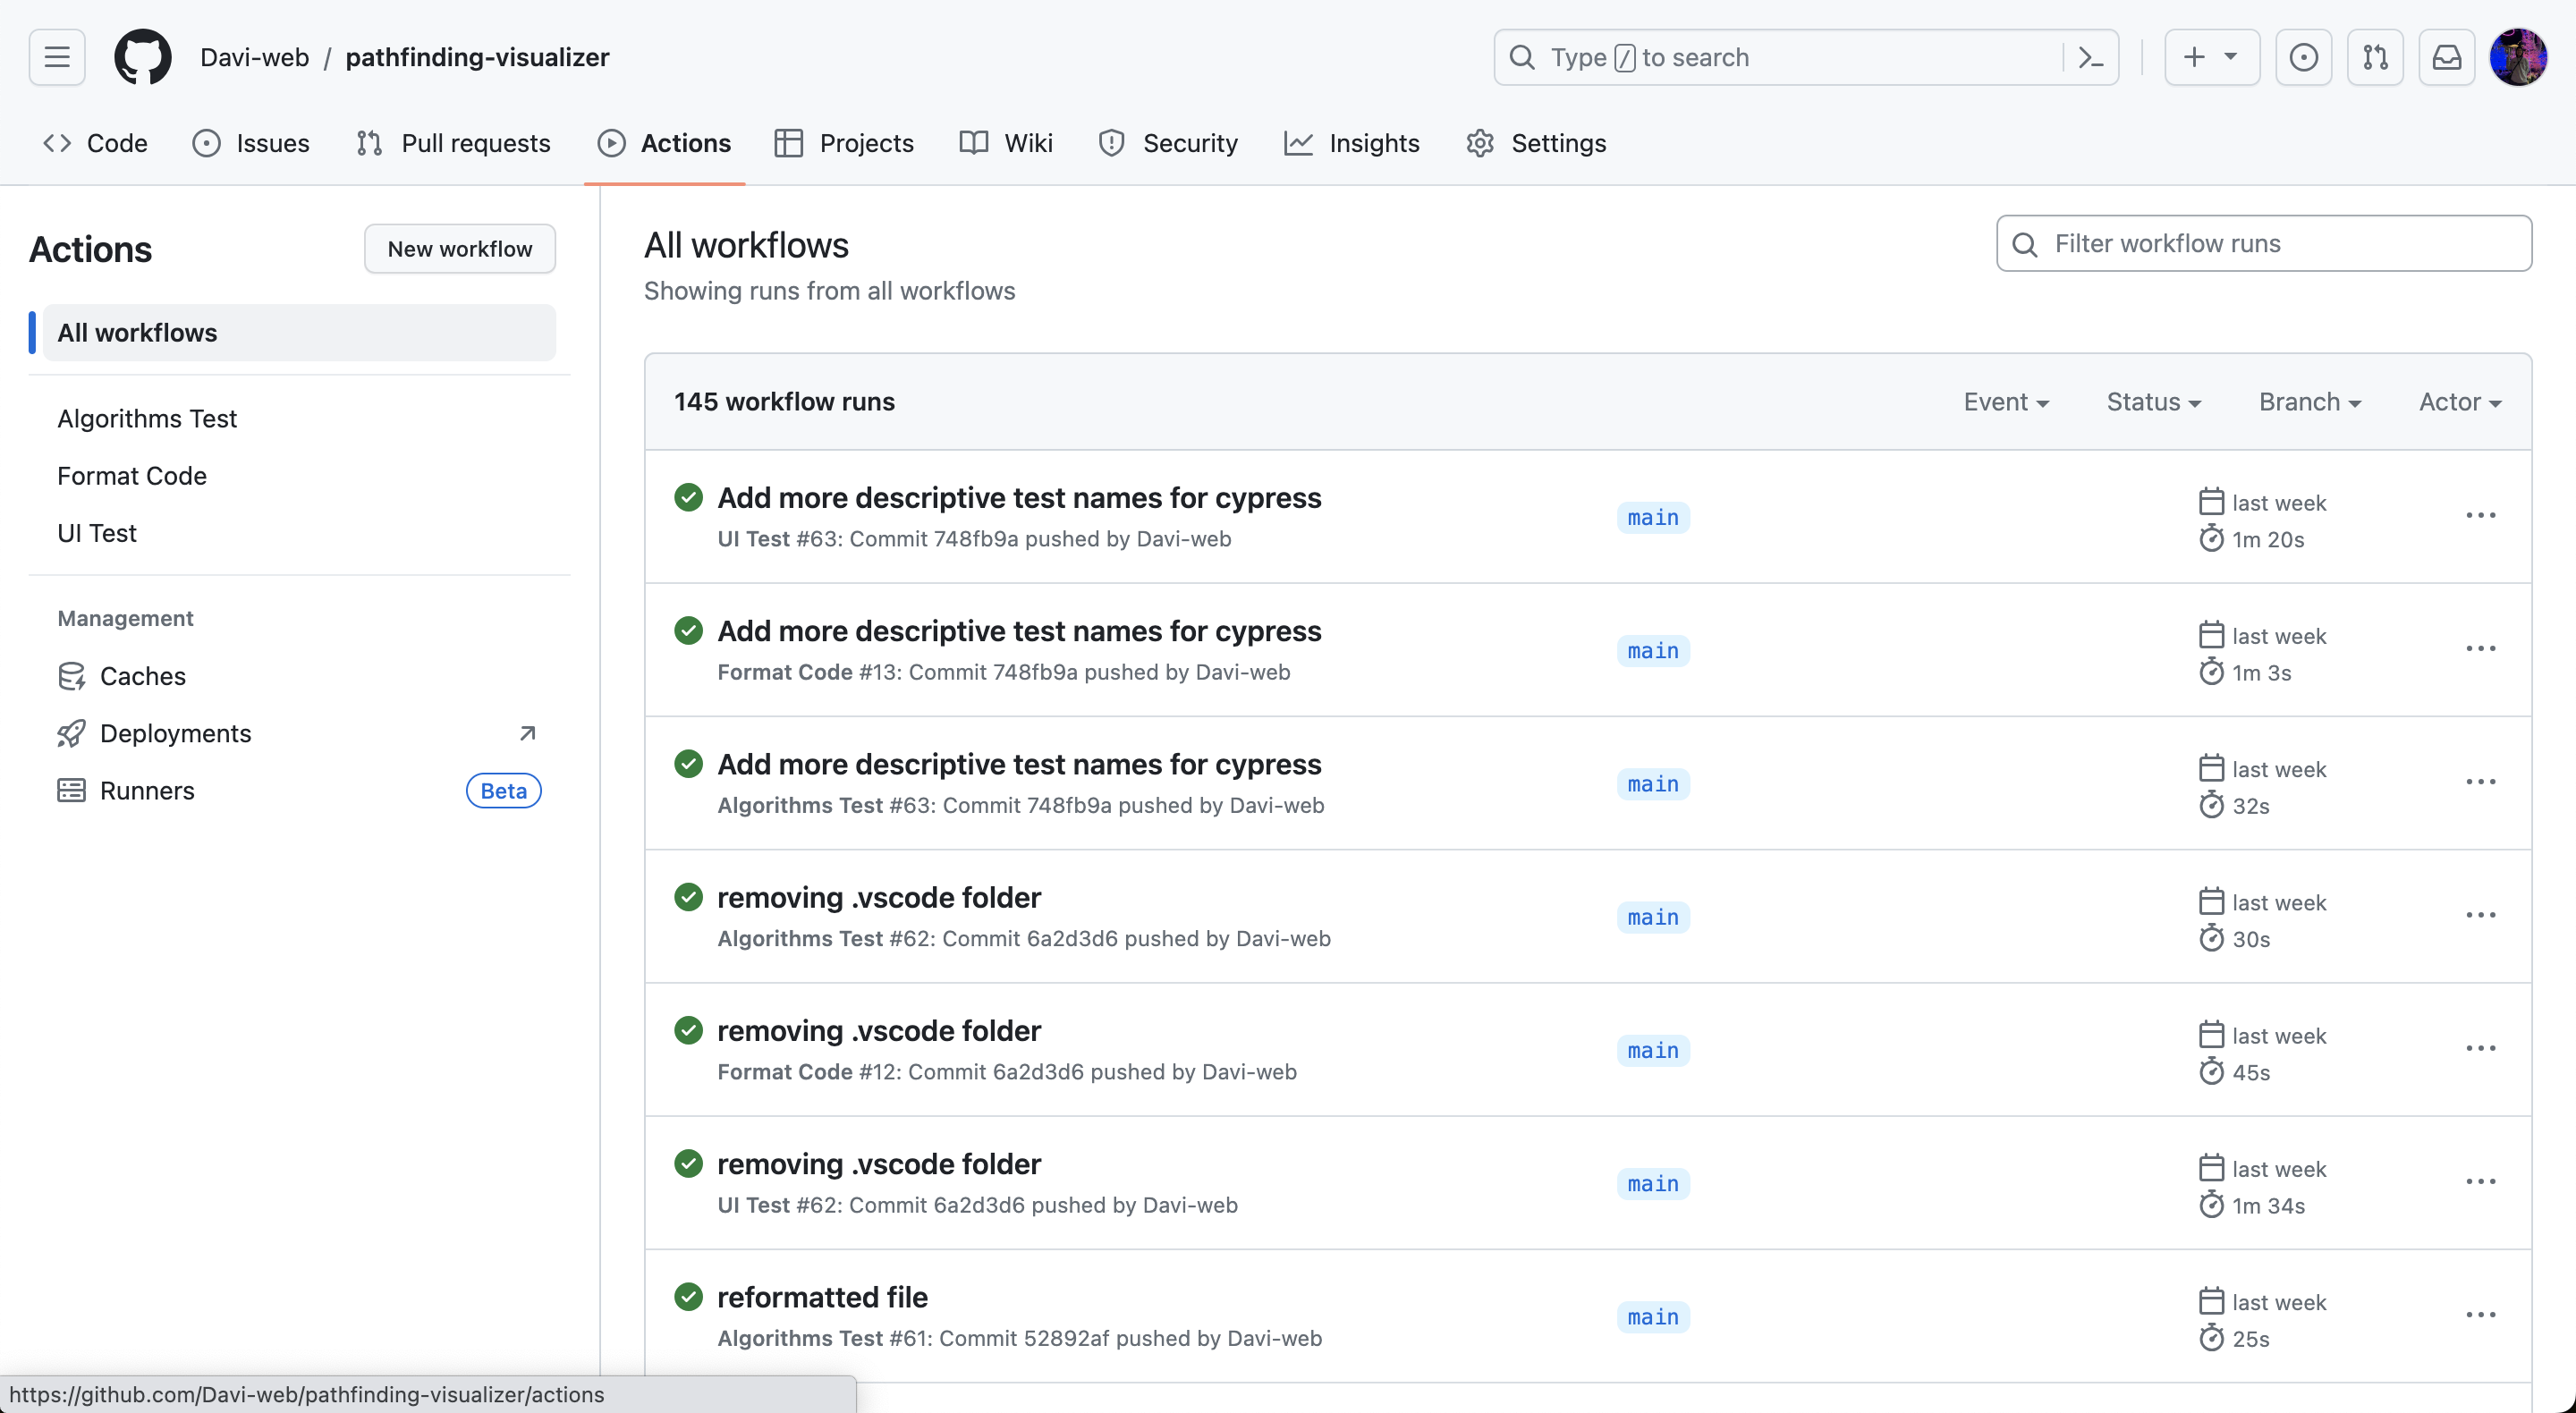 Davi-web / pathfinding-visualizer
Type / to search
Code Issues Pull requests Actions Projects Wiki Security Insights Settings
Actions
New workflow
All workflows
Algorithms Test
Format Code
UI Test
Management
Caches
Deployments
Runners Beta
All workflows
Showing runs from all workflows
Filter workflow runs
145 workflow runs
Event Status Branch Actor
Add more descriptive test names for cypress
UI Test #63: Commit 748fb9a pushed by Davi-web
main
last week
1m 20s
Add more descriptive test names for cypress
Format Code #13: Commit 748fb9a pushed by Davi-web
main
last week
1m 3s
Add more descriptive test names for cypress
Algorithms Test #63: Commit 748fb9a pushed by Davi-web
main
last week
32s
removing .vscode folder
Algorithms Test #62: Commit 6a2d3d6 pushed by Davi-web
main
last week
30s
removing .vscode folder
Format Code #12: Commit 6a2d3d6 pushed by Davi-web
main
last week
45s
removing .vscode folder
UI Test #62: Commit 6a2d3d6 pushed by Davi-web
main
last week
1m 34s
reformatted file
Algorithms Test #61: Commit 52892af pushed by Davi-web
main
last week
25s
https://github.com/Davi-web/pathfinding-visualizer/actions